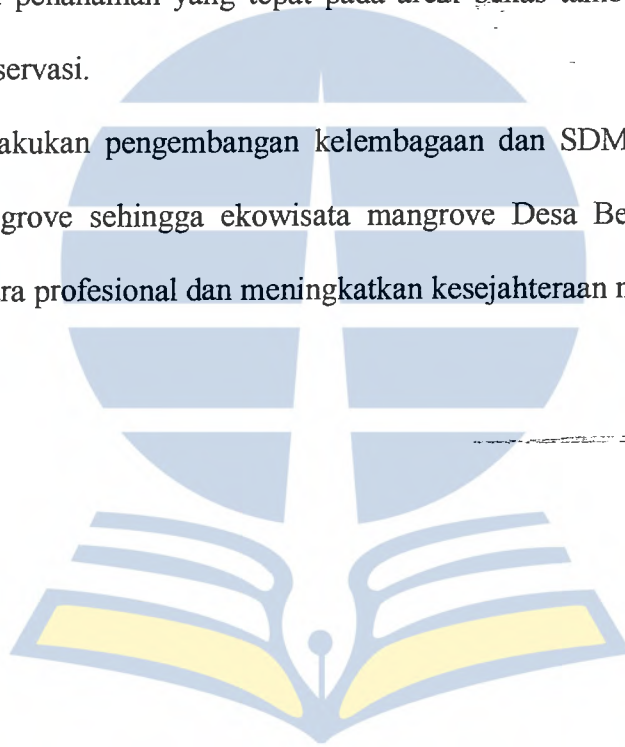 penanaman yang tepat pada areal
servasi.
akukan pengembangan kelembagaan dan SDM
grove sehingga ekowisata mangrove Desa Be
ara profesional dan meningkatkan kesejahteraan